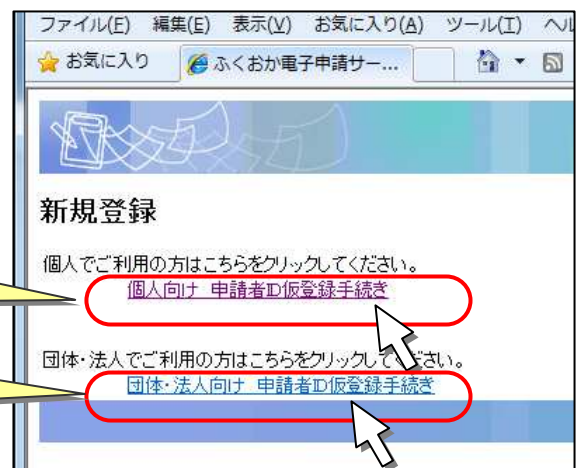 ファイル(F) 編集(E) 表示(V) お気に入り(A) ツール(T) ヘル
お気に入り ふくおか電子申請サー...
新規登録
個人でご利用の方はこちらをクリックしてください。
個人向け 申請者ID仮登録手続き
団体・法人でご利用の方はこちらをクリックしてください。
団体・法人向け 申請者ID仮登録手続き